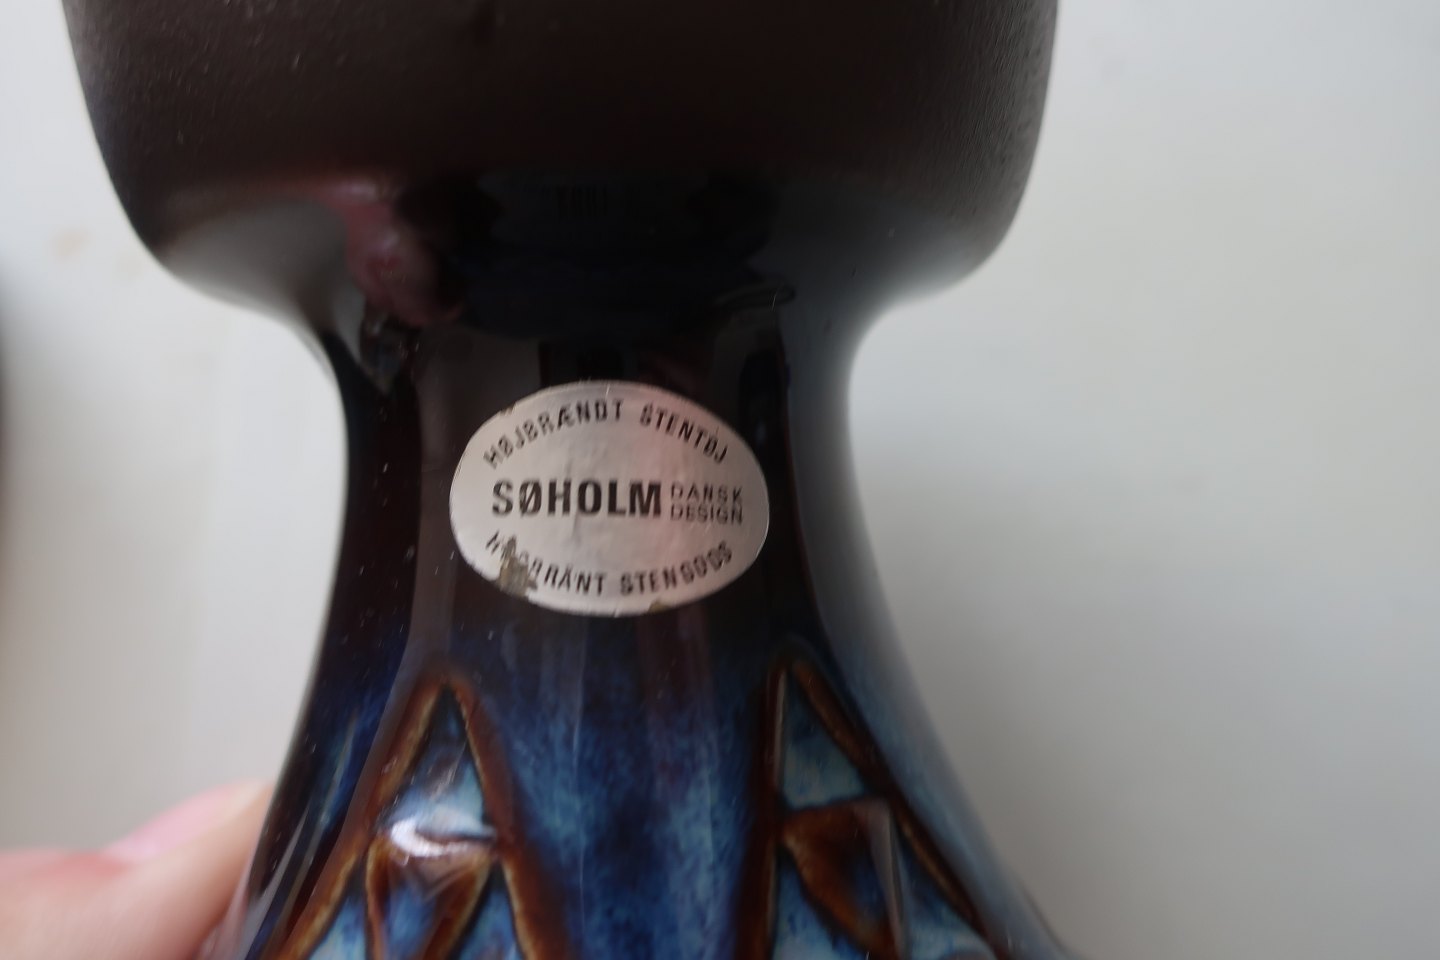 HØJBRÆNDT STENTØJ
SØHOLM DANSK
DESIGN
STENGODS